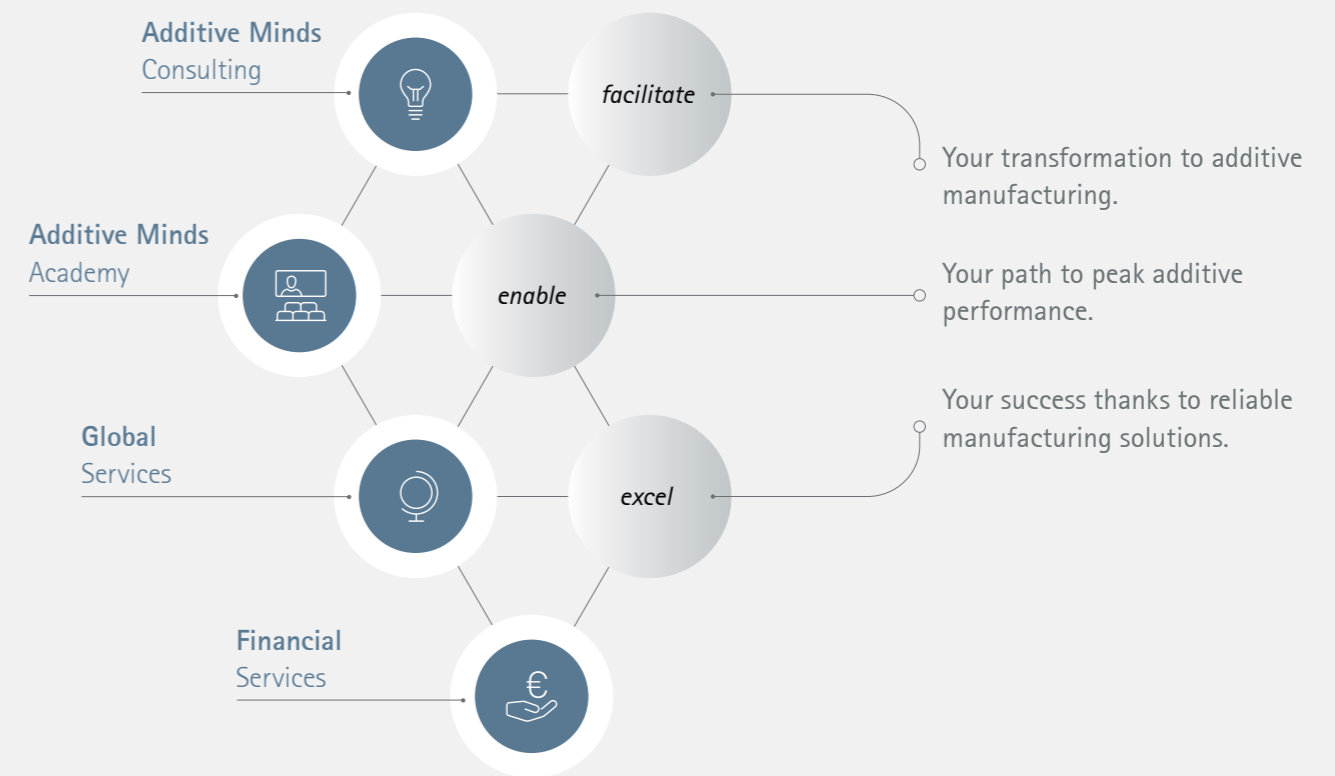 Additive Minds
Consulting
facilitate
Your transformation to additive
manufacturing.
Additive Minds
Academy
enable
Your path to peak additive
performance.
Global
Services
excel
Your success thanks to reliable
manufacturing solutions.
Financial
Services
€